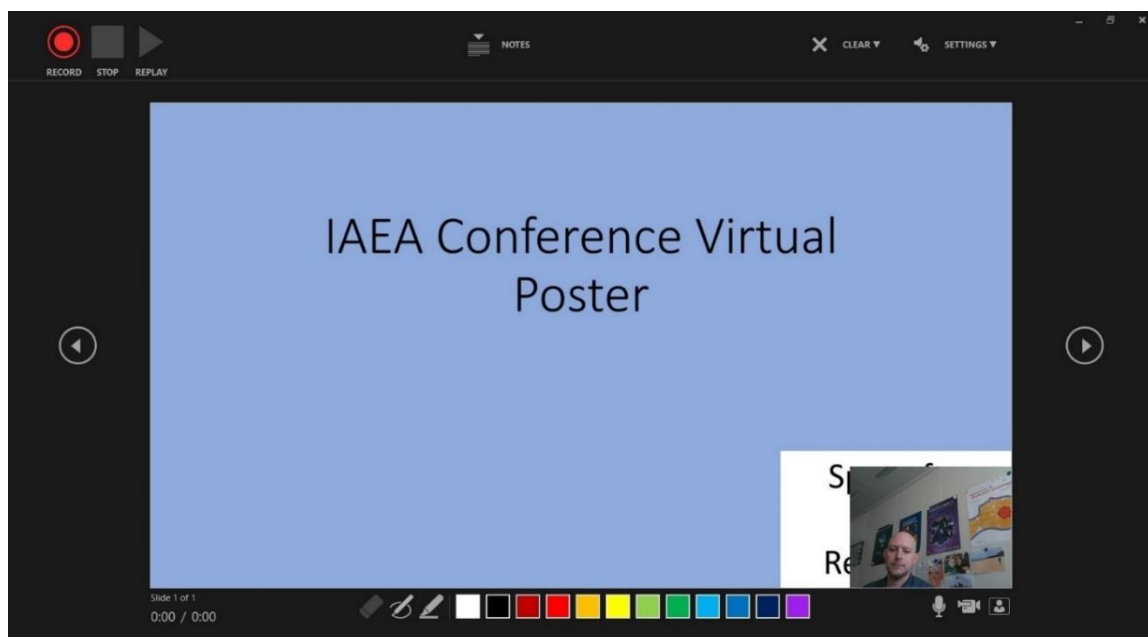 NOTES
CLEAR ▼
SETTINGS ▼
RECORD STOP REPLAY
IAEA Conference Virtual
Poster
Slide 1 of 1
0:00 / 0:00